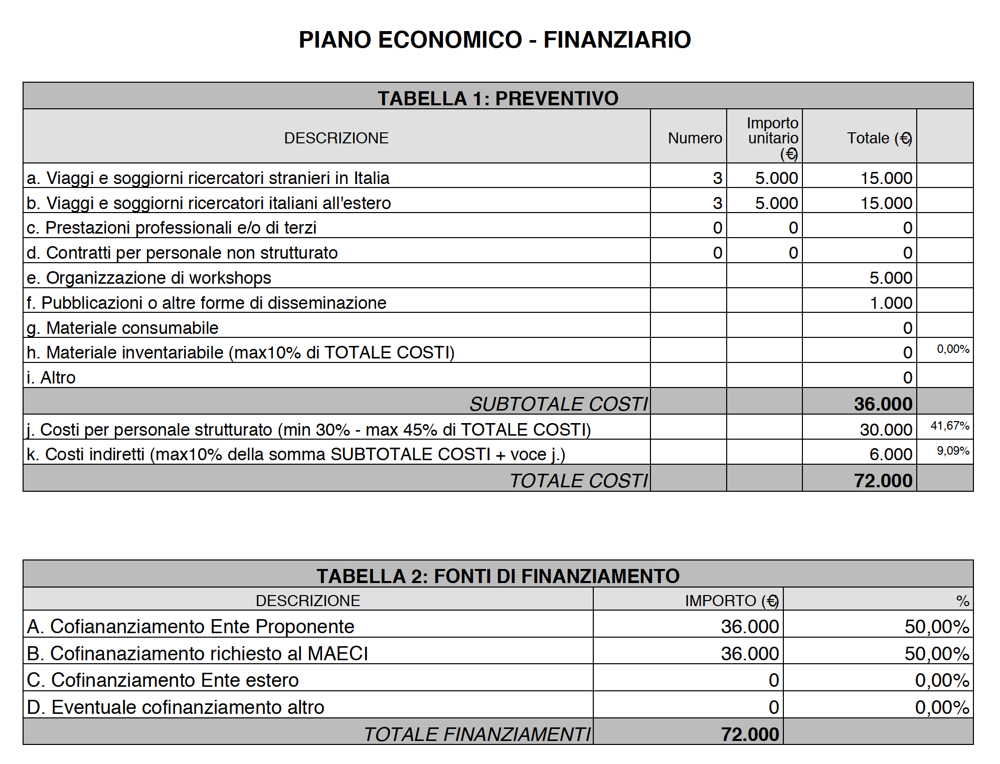 PIANO ECONOMICO - FINANZIARIO
TABELLA 1: PREVENTIVO
DESCRIZIONE Numero Importo unitario (€) Totale (€)
a. Viaggi e soggiorni ricercatori stranieri in Italia 3 5.000 15.000
b. Viaggi e soggiorni ricercatori italiani all'estero 3 5.000 15.000
c. Prestazioni professionali e/o di terzi 0 0 0
d. Contratti per personale non strutturato 0 0 0
e. Organizzazione di workshops 5.000
f. Pubblicazioni o altre forme di disseminazione 1.000
g. Materiale consumabile 0
h. Materiale inventariabile (max10% di TOTALE COSTI) 0 0,00%
i. Altro 0
SUBTOTALE COSTI 36.000
j. Costi per personale strutturato (min 30% - max 45% di TOTALE COSTI) 30.000 41,67%
k. Costi indiretti (max10% della somma SUBTOTALE COSTI + voce j.) 6.000 9,09%
TOTALE COSTI 72.000
TABELLA 2: FONTI DI FINANZIAMENTO
DESCRIZIONE IMPORTO (€) %
A. Cofiananziamento Ente Proponente 36.000 50,00%
B. Cofinanaziamento richiesto al MAECI 36.000 50,00%
C. Cofinanziamento Ente estero 0 0,00%
D. Eventuale cofinanziamento altro 0 0,00%
TOTALE FINANZIAMENTI 72.000